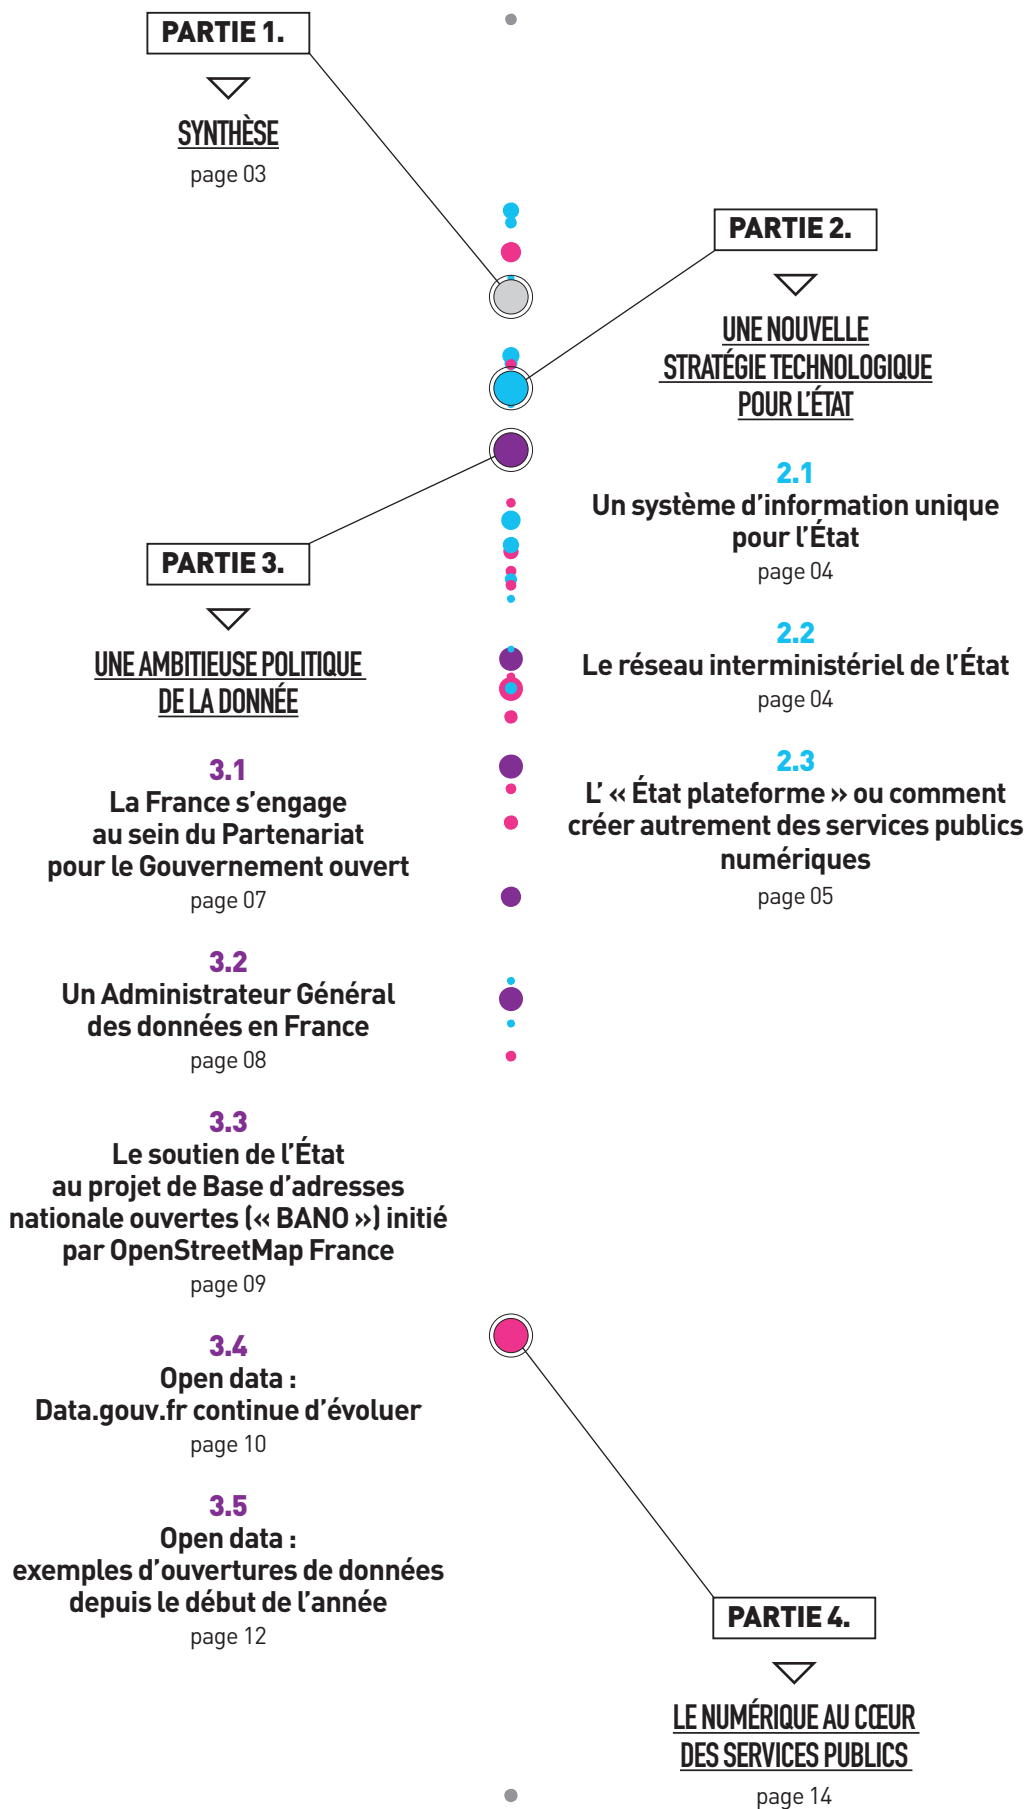 PARTIE 1.
SYNTHÈSE
page 03
PARTIE 2.
UNE NOUVELLE
STRATÉGIE TECHNOLOGIQUE
POUR L’ÉTAT
2.1
Un système d’information unique
pour l’État
page 04
2.2
Le réseau interministériel de l’État
page 04
2.3
L’ « État plateforme » ou comment
créer autrement des services publics
numériques
page 05
PARTIE 3.
UNE AMBITIEUSE POLITIQUE
DE LA DONNÉE
3.1
La France s’engage
au sein du Partenariat
pour le Gouvernement ouvert
page 07
3.2
Un Administrateur Général
des données en France
page 08
3.3
Le soutien de l’État
au projet de Base d’adresses
nationale ouvertes (« BANO ») initié
par OpenStreetMap France
page 09
3.4
Open data :
Data.gouv.fr continue d’évoluer
page 10
3.5
Open data :
exemples d’ouvertures de données
depuis le début de l’année
page 12
PARTIE 4.
LE NUMÉRIQUE AU CŒUR
DES SERVICES PUBLICS
page 14